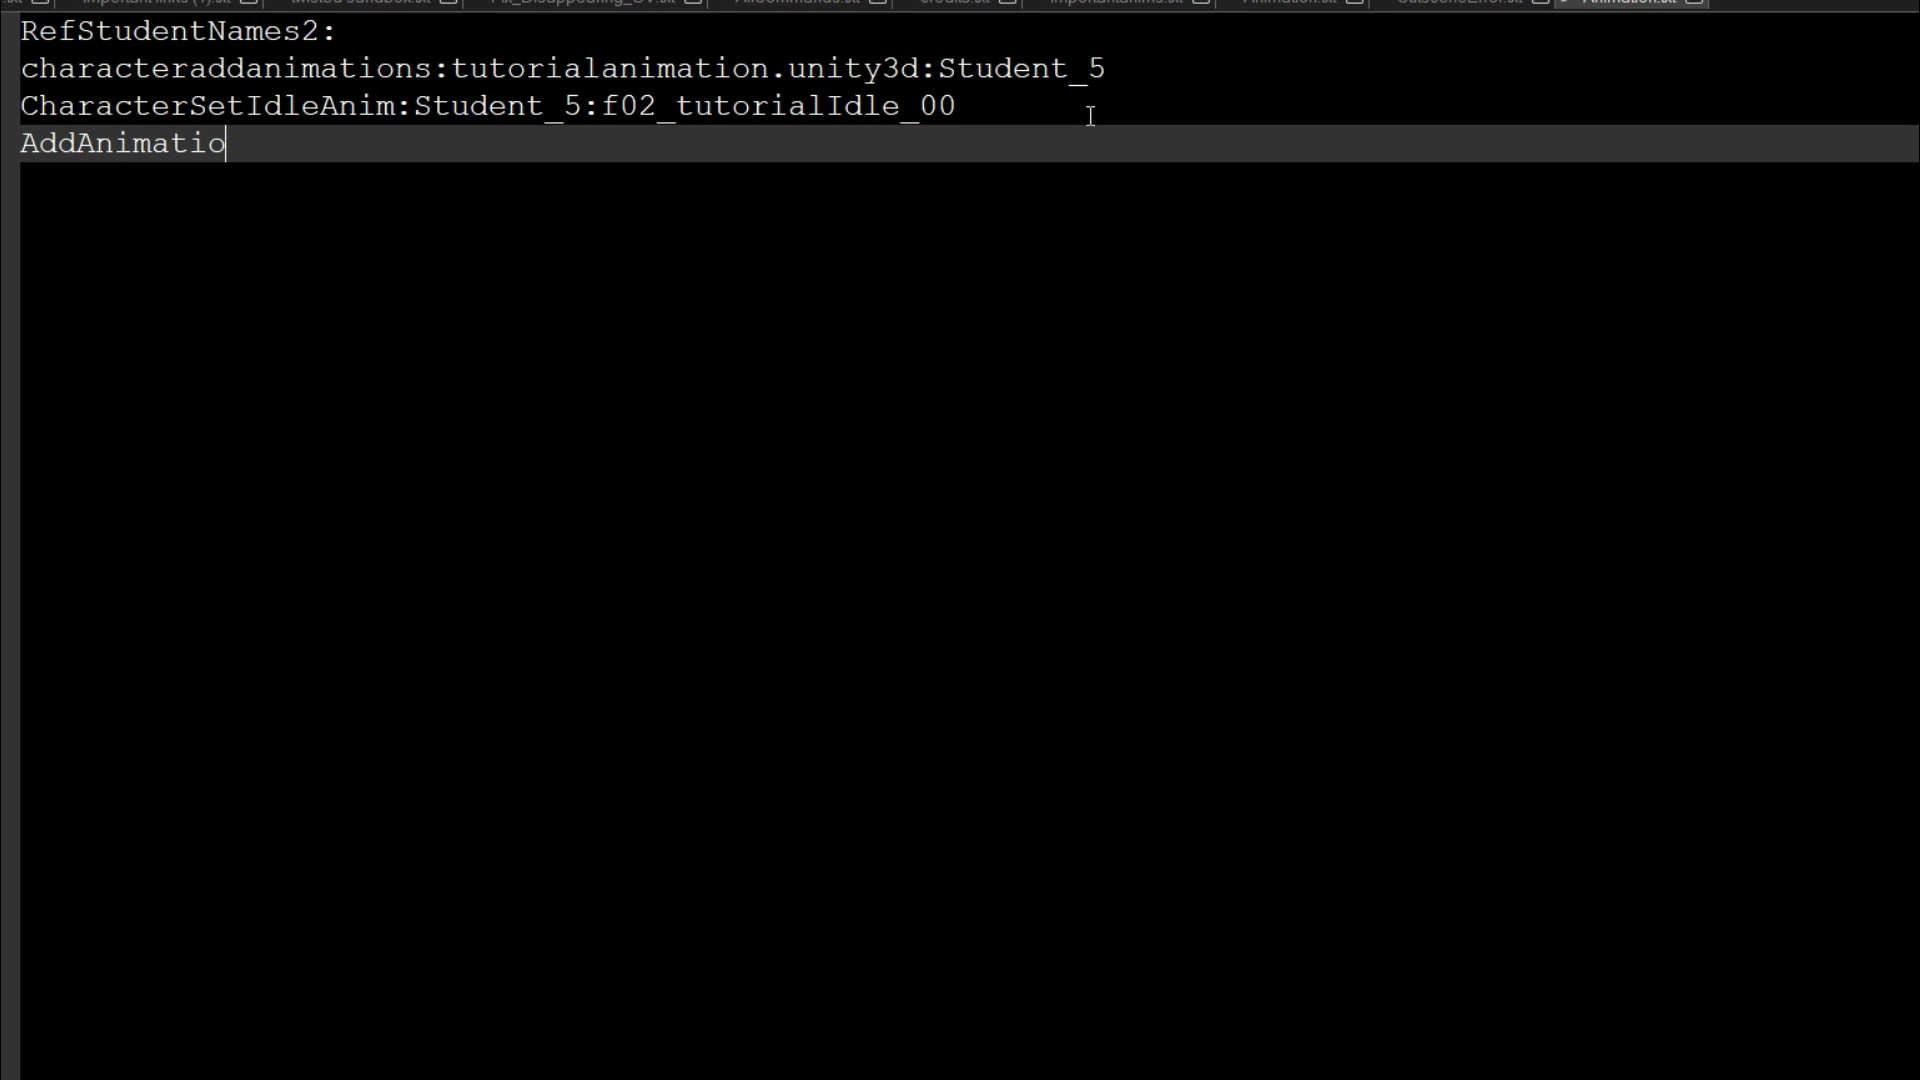 RefStudentNames2:
characteraddanimations:tutorialanimation.unity3d:Student_5
CharacterSetIdleAnim:Student_5:f02_tutorialIdle_00
AddAnimatio